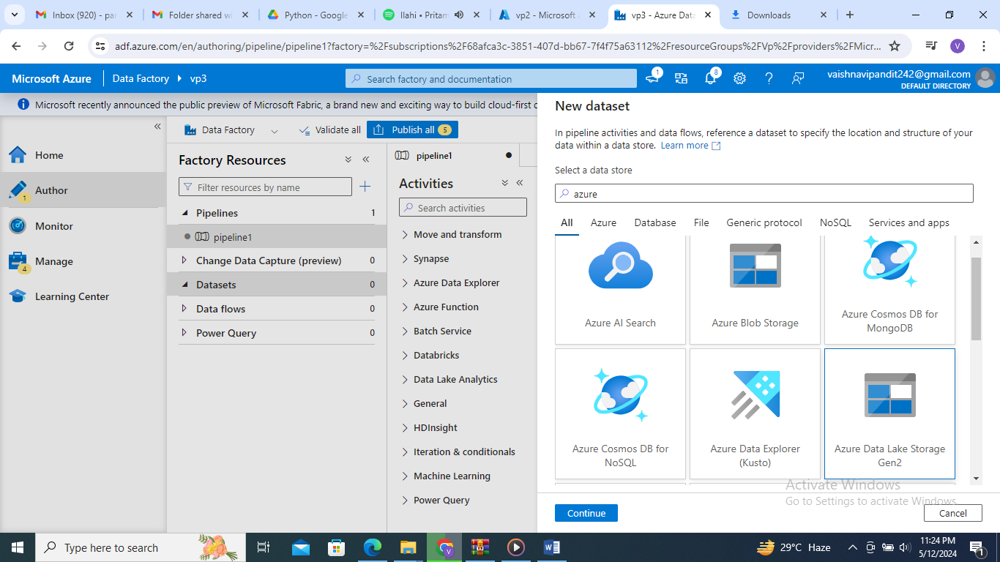 Inbox (920) - par
Folder shared wi
Python - Google
Ilahi • Pritam
vp2 - Microsoft A
vp3 - Azure Data
Downloads
adf.azure.com/en/authoring/pipeline/pipeline1?factory=%2Fsubscriptions%2F68afca3c-3851-407d-bb67-7f4f75a63112%2FresourceGroups%2FVp%2Fproviders%2FMicr...
V
Microsoft Azure
Data Factory
vp3
Search factory and documentation
1
8
vaishnavipandit242@gmail.com
DEFAULT DIRECTORY
Microsoft recently announced the public preview of Microsoft Fabric, a brand new and exciting way to build cloud-first
Home
Author
1
Monitor
Manage
4
Learning Center
Data Factory
Validate all
Publish all 5
Factory Resources
Filter resources by name
Pipelines 1
pipeline1
Change Data Capture (preview) 0
Datasets 0
Data flows 0
Power Query 0
pipeline1
Activities
Search activities
Move and transform
Synapse
Azure Data Explorer
Azure Function
Batch Service
Databricks
Data Lake Analytics
General
HDInsight
Iteration & conditionals
Machine Learning
Power Query
New dataset
In pipeline activities and data flows, reference a dataset to specify the location and structure of your
data within a data store. Learn more
Select a data store
azure
All Azure Database File Generic protocol NoSQL Services and apps
Azure AI Search
Azure Blob Storage
Azure Cosmos DB for
MongoDB
Azure Cosmos DB for
NoSQL
Azure Data Explorer
(Kusto)
Azure Data Lake Storage
Gen2
Activate Windows
Go to Settings to activate Windows.
Continue
Cancel
Type here to search
V
W
29°C Haze
11:24 PM
5/12/2024
1